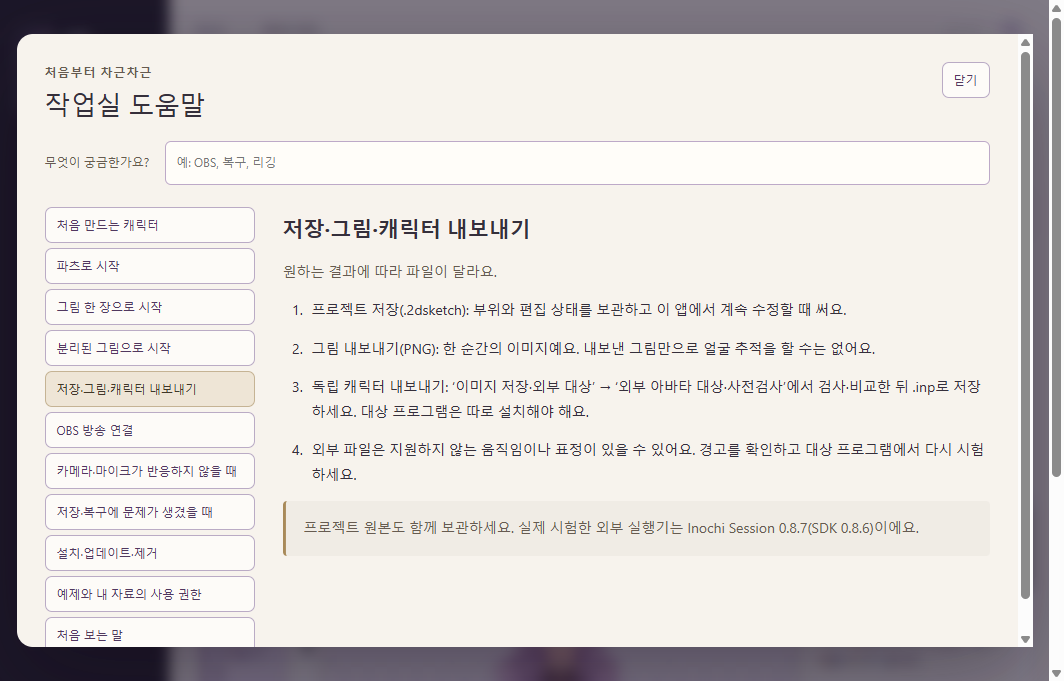 처음부터 차근차근
작업실 도움말
닫기
무엇이 궁금한가요?
예: OBS, 복구, 리깅
처음 만드는 캐릭터
파츠로 시작
그림 한 장으로 시작
분리된 그림으로 시작
저장·그림·캐릭터 내보내기
OBS 방송 연결
카메라·마이크가 반응하지 않을 때
저장·복구에 문제가 생겼을 때
설치·업데이트·제거
예제와 내 자료의 사용 권한
처음 보는 말
저장·그림·캐릭터 내보내기
원하는 결과에 따라 파일이 달라요.
1. 프로젝트 저장(.2dsketch): 부위와 편집 상태를 보관하고 이 앱에서 계속 수정할 때 써요.
2. 그림 내보내기(PNG): 한 순간의 이미지예요. 내보낸 그림만으로 얼굴 추적을 할 수는 없어요.
3. 독립 캐릭터 내보내기: ‘이미지 저장·외부 대상’ → ‘외부 아바타 대상·사전검사’에서 검사·비교한 뒤 .inp로 저장
하세요. 대상 프로그램은 따로 설치해야 해요.
4. 외부 파일은 지원하지 않는 움직임이나 표정이 있을 수 있어요. 경고를 확인하고 대상 프로그램에서 다시 시험
하세요.
프로젝트 원본도 함께 보관하세요. 실제 시험한 외부 실행기는 Inochi Session 0.8.7(SDK 0.8.6)이에요.